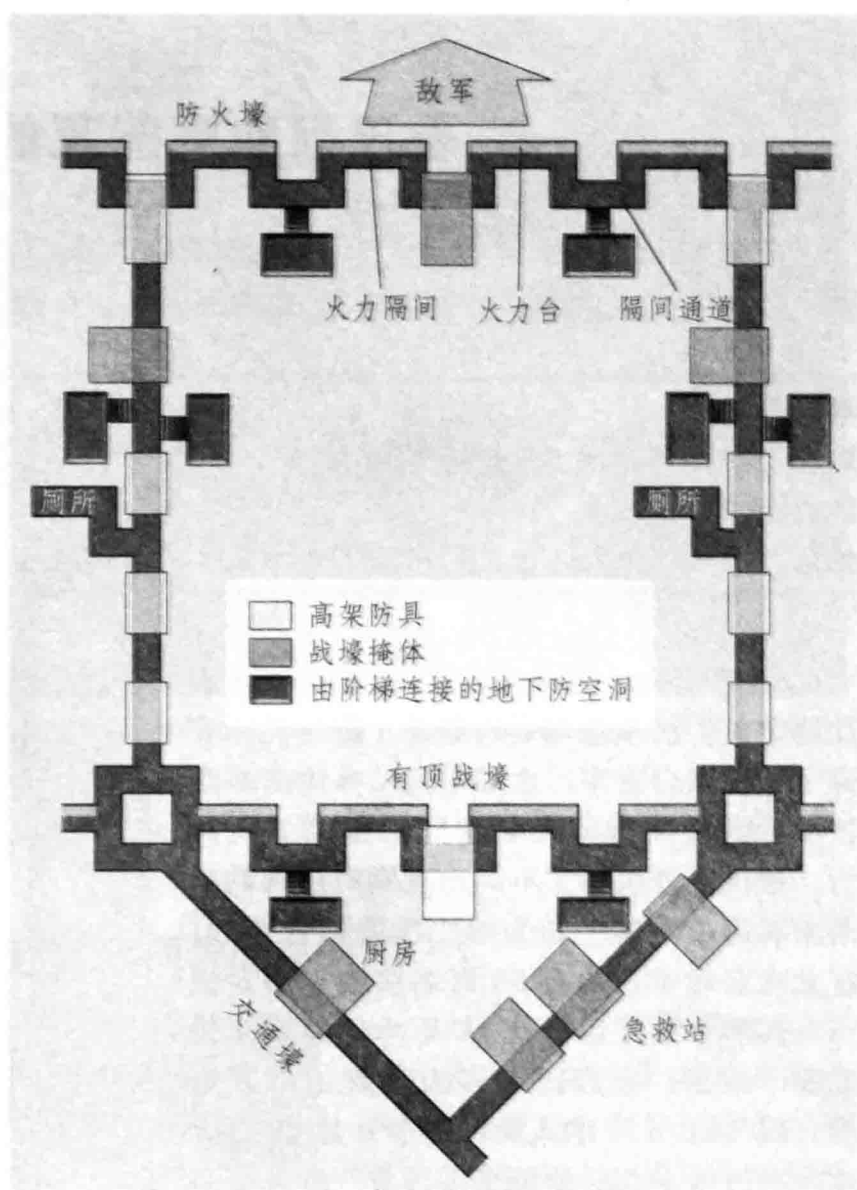 敌军
防火壕
火力隔间
火力台
隔间通道
厕所
厕所
高架防具
战壕掩体
由阶梯连接的地下防空洞
有顶战壕
厨房
交通壕
急救站